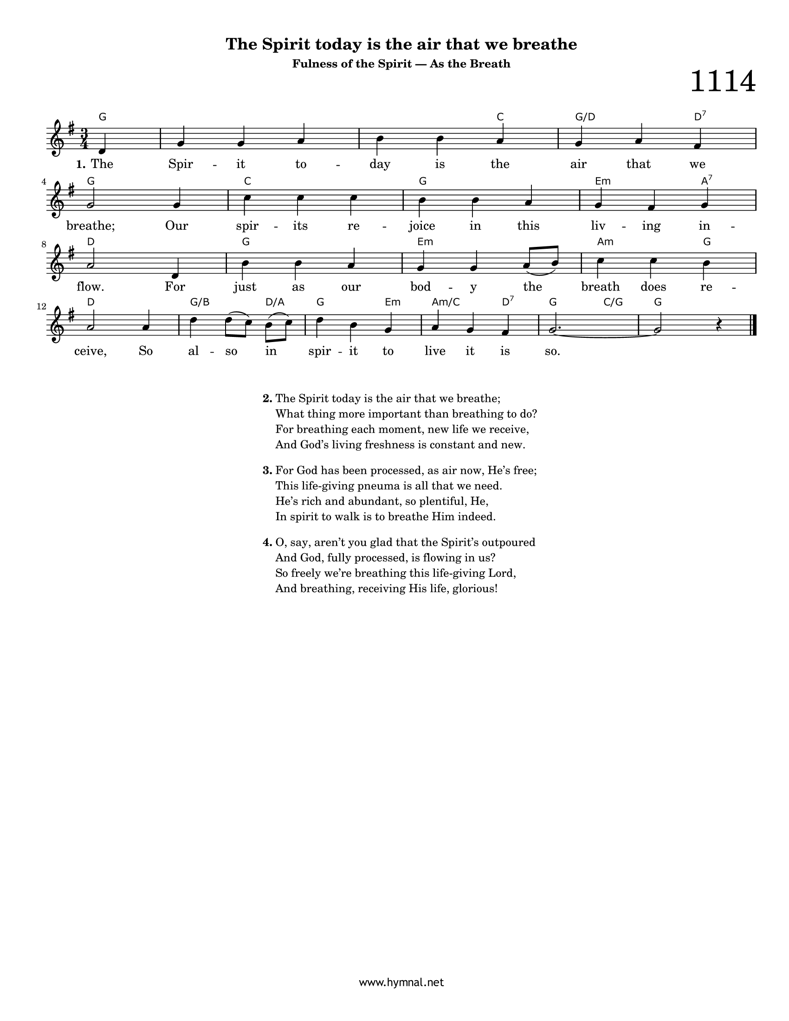 The Spirit today is the air that we breathe
Fulness of the Spirit — As the Breath
1114
G C G/D D7
3 4
1. The Spir - it to - day is the air that we
4 G C G Em A7
breathe; Our spir - its re - joice in this liv - ing in -
8 D G Em Am G
flow. For just as our bod - y the breath does re -
12 D G/B D/A G Em Am/C D7 G C/G G
ceive, So al - so in spir - it to live it is so.
2. The Spirit today is the air that we breathe;
What thing more important than breathing to do?
For breathing each moment, new life we receive,
And God's living freshness is constant and new.
3. For God has been processed, as air now, He's free;
This life-giving pneuma is all that we need.
He's rich and abundant, so plentiful, He,
In spirit to walk is to breathe Him indeed.
4. O, say, aren't you glad that the Spirit's outpoured
And God, fully processed, is flowing in us?
So freely we're breathing this life-giving Lord,
And breathing, receiving His life, glorious!
www.hymnal.net